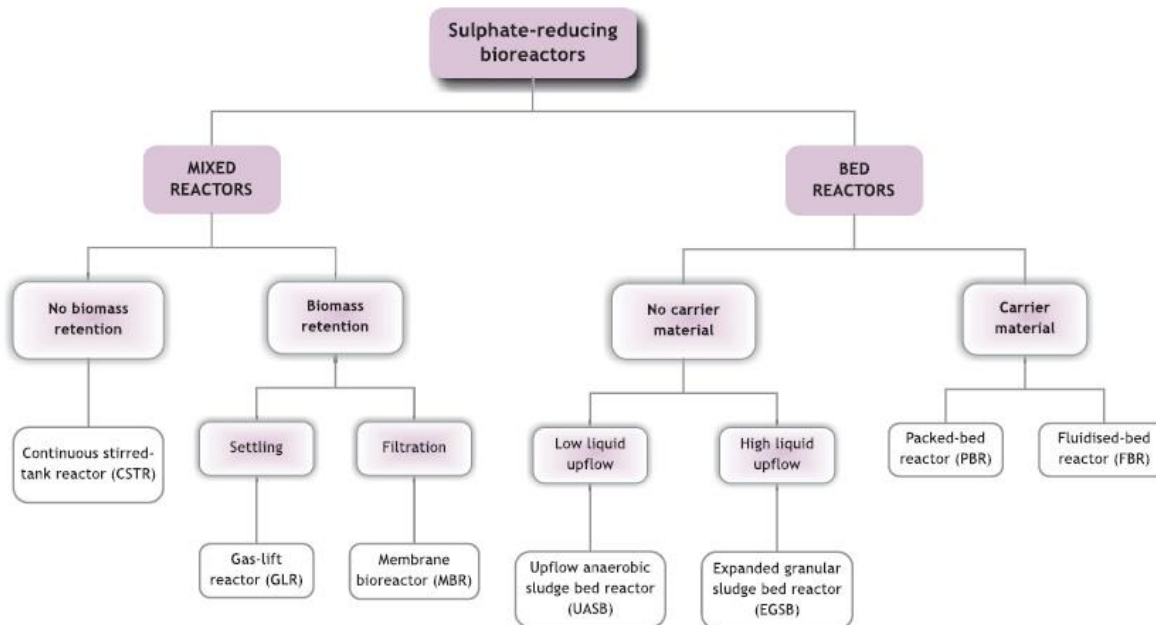 Sulphate-reducing
bioreactors
MIXED
REACTORS
BED
REACTORS
No biomass
retention
Biomass
retention
No carrier
material
Carrier
material
Settling
Filtration
Low liquid
upflow
High liquid
upflow
Packed-bed
reactor (PBR)
Fluidised-bed
reactor (FBR)
Continuous stirred-
tank reactor (CSTR)
Gas-lift
reactor (GLR)
Membrane
bioreactor (MBR)
Upflow anaerobic
sludge bed reactor
(UASB)
Expanded granular
sludge bed reactor
(EGSB)